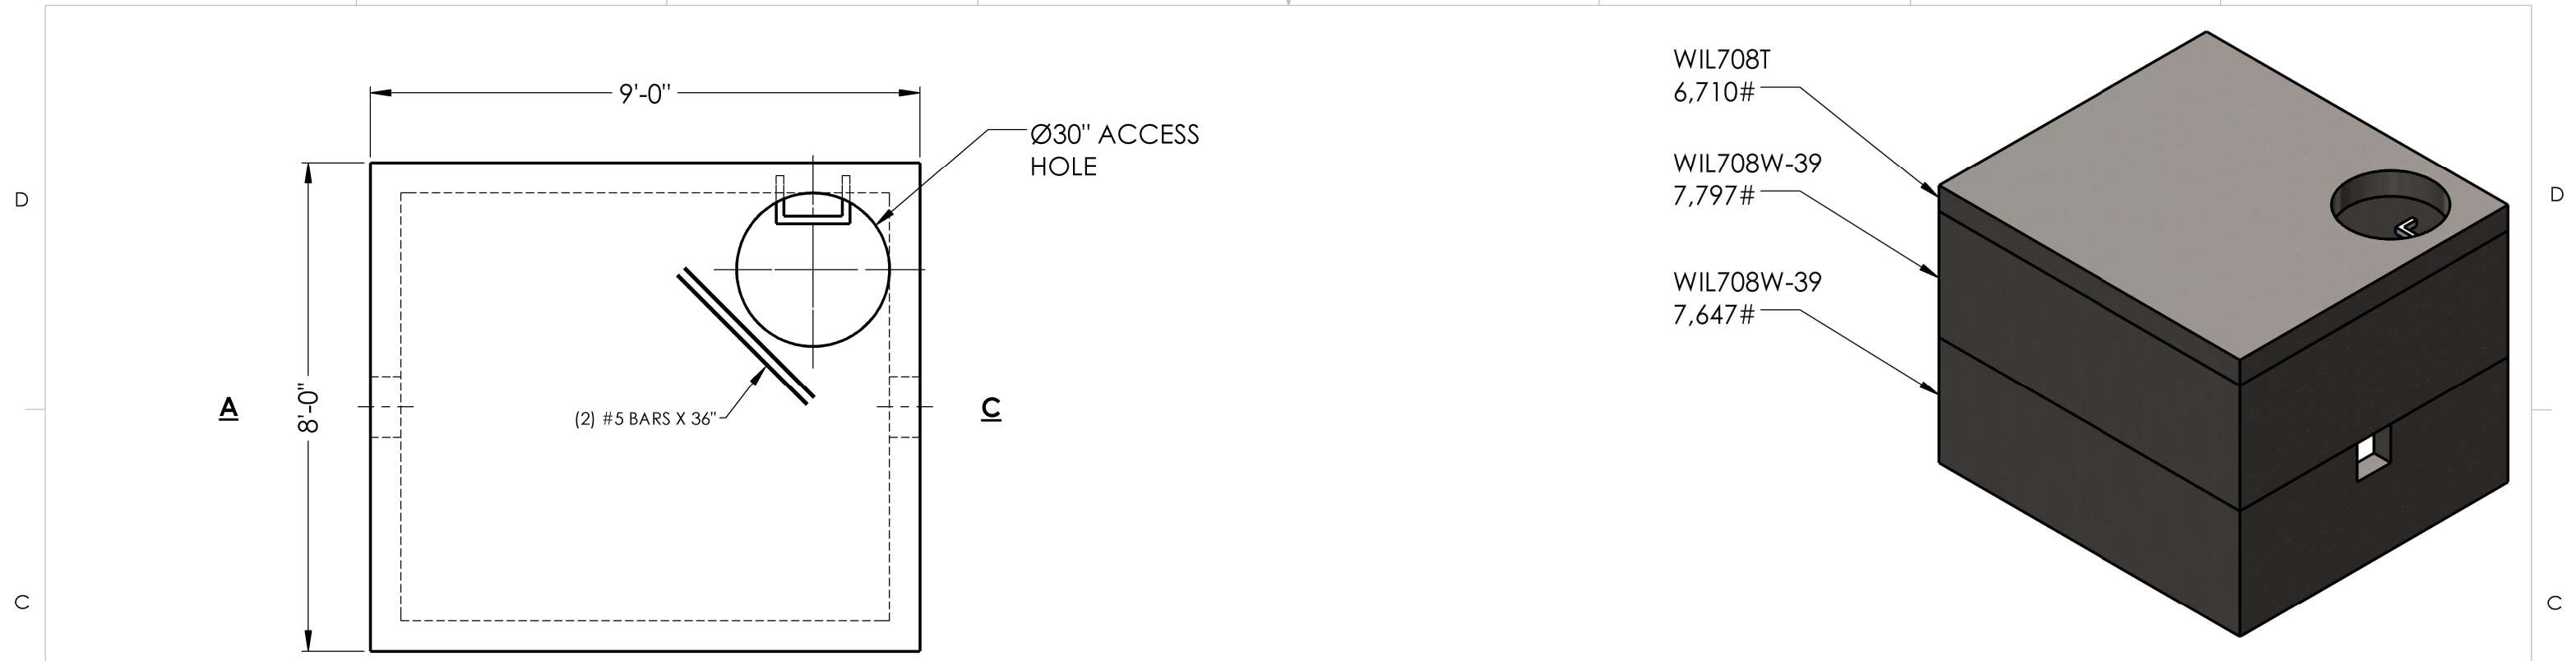 9'-0"
Ø30" ACCESS
HOLE
8'-0"
A
C
(2) #5 BARS X 36"
WIL708T
6,710#
WIL708W-39
7,797#
WIL708W-39
7,647#
D
D
C
C